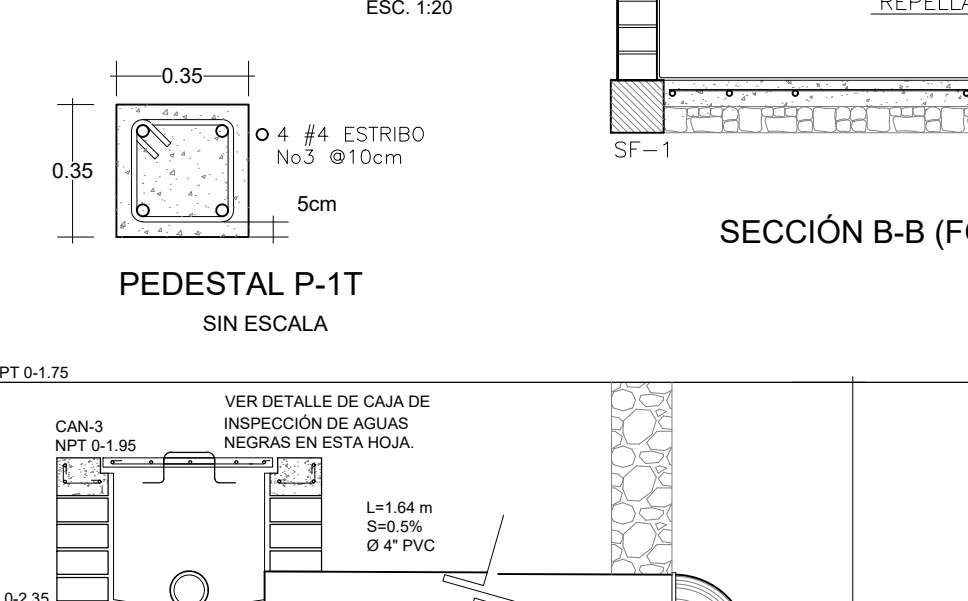 ESC. 1:20
0.35
4 #4 ESTRIBO
No3 @10cm
0.35
5cm
PEDESTAL P-1T
SIN ESCALA
SF-1
SECCIÓN B-B
PT 0-1.75
VER DETALLE DE CAJA DE
INSPECCIÓN DE AGUAS
NEGRAS EN ESTA HOJA.
CAN-3
NPT 0-1.95
L=1.64 m
S=0.5%
Ø 4" PVC
0-2.35